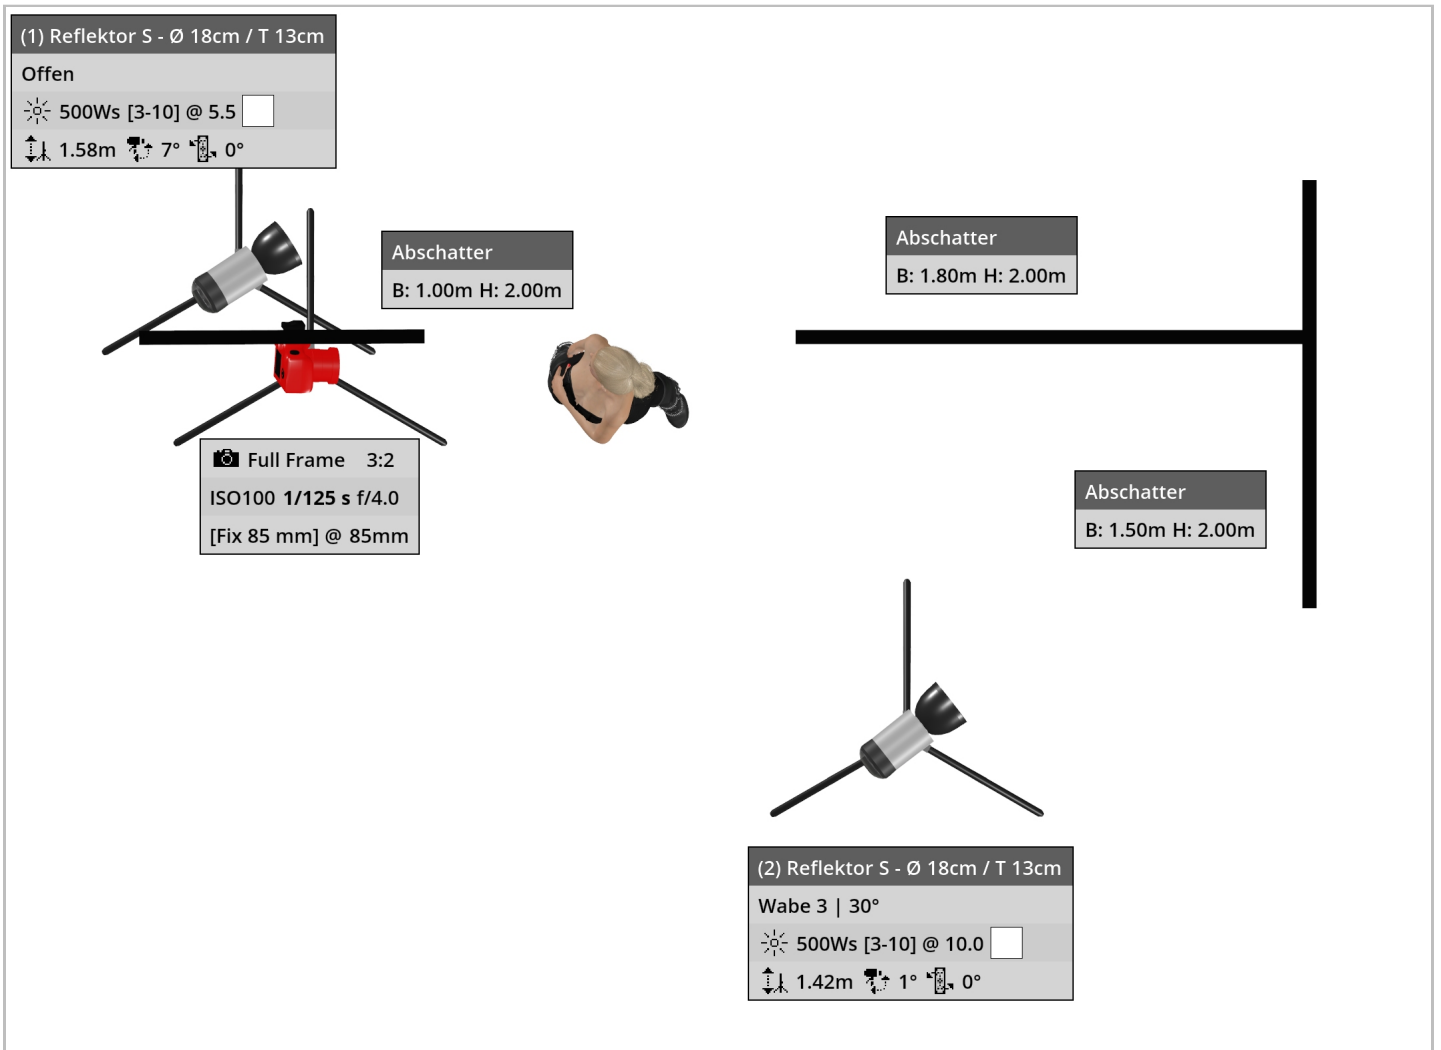 (1) Reflektor S - Ø 18cm / T 13cm
Offen
500Ws [3-10] @ 5.5
1.58m 7° 0°
Abschatter
B: 1.00m H: 2.00m
Abschatter
B: 1.80m H: 2.00m
Full Frame 3:2
ISO100 1/125 s f/4.0
[Fix 85 mm] @ 85mm
Abschatter
B: 1.50m H: 2.00m
(2) Reflektor S - Ø 18cm / T 13cm
Wabe 3 | 30°
500Ws [3-10] @ 10.0
1.42m 1° 0°